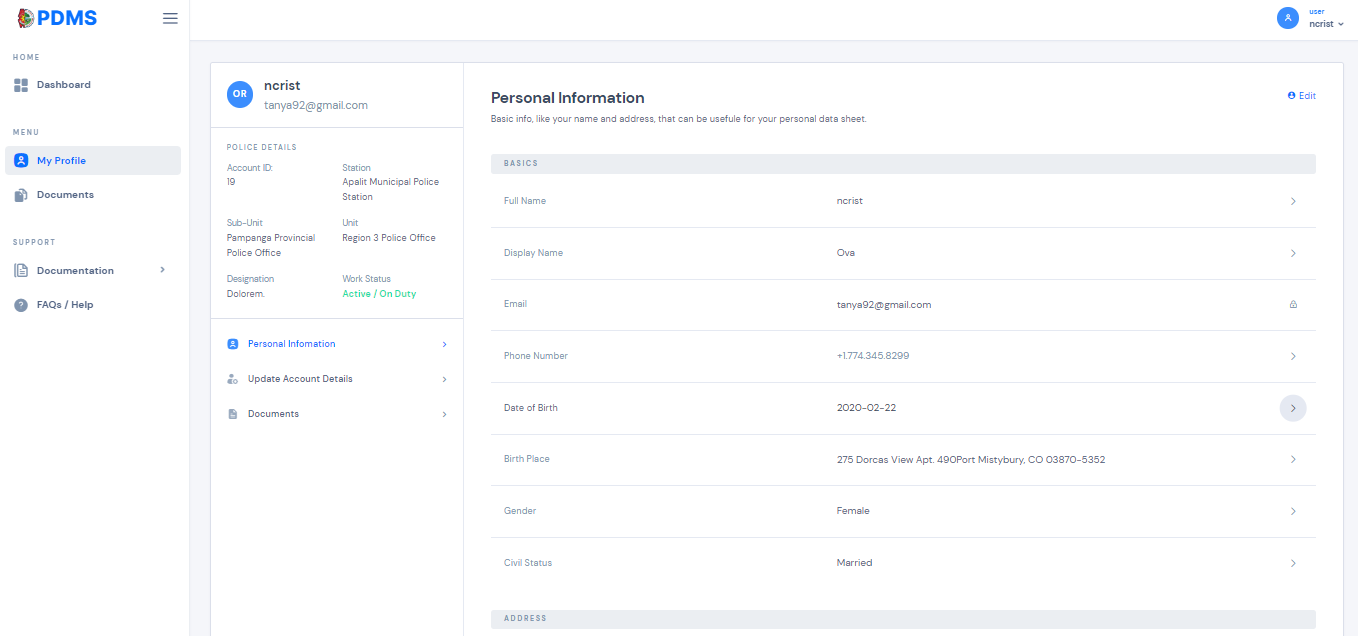 PDMS
user
ncrist
HOME
Dashboard
MENU
My Profile
Documents
SUPPORT
Documentation
FAQs / Help
OR
ncrist
tanya92@gmail.com
POLICE DETAILS
Account ID:
19
Station
Apalit Municipal Police
Station
Sub-Unit
Pampanga Provincial
Police Office
Unit
Region 3 Police Office
Designation
Dolorem.
Work Status
Active / On Duty
Personal Infomation
Update Account Details
Documents
Personal Information
Edit
Basic info, like your name and address, that can be usefule for your personal data sheet.
BASICS
Full Name ncrist
Display Name Ova
Email tanya92@gmail.com
Phone Number +1.774.345.8299
Date of Birth 2020-02-22
Birth Place 275 Dorcas View Apt. 490Port Mistybury, CO 03870-5352
Gender Female
Civil Status Married
ADDRESS